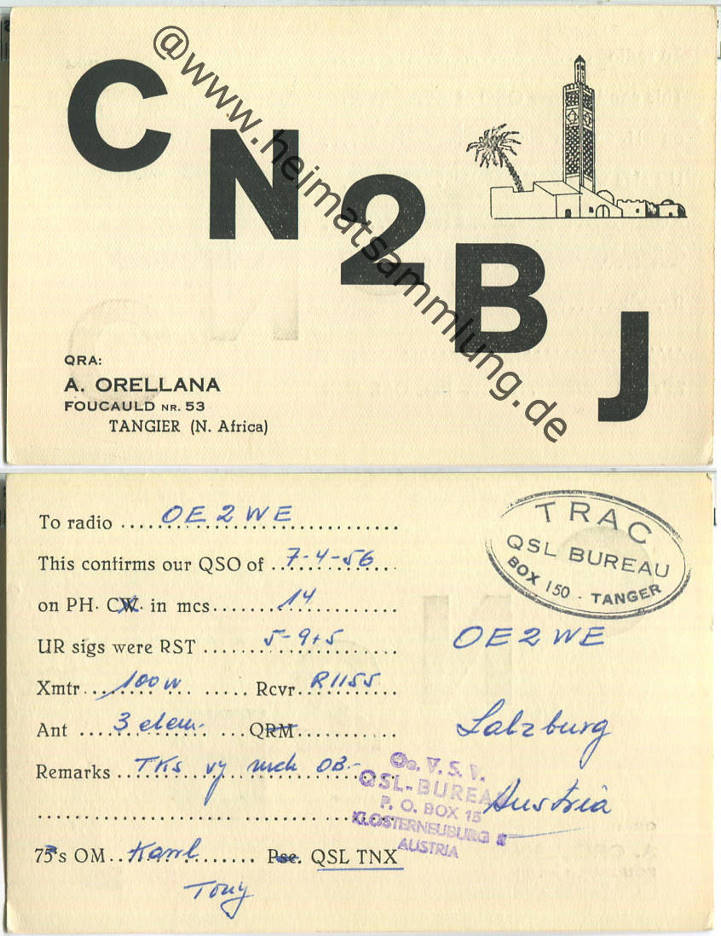 CN2BJ
@www.heimatsammlung.de
QRA:
A. ORELLANA
FOUCAULD NR. 53
TANGIER (N. Africa)
To radio OE2WE
This confirms our QSO of 7-4-56
on PH. CW. in mcs 14
UR sigs were RST 5-9+5
Xmtr 100w Rcvr. R1155
Ant 3 elem. QRM
Remarks TKs vy nch OB.-
73's OM Karl Pse. QSL TNX
Tony
TRAC
QSL BUREAU
BOX 150 - TANGER
OE2WE
Salzburg
Austria
Oe. V. S. V.
QSL-BUREAU
P. O. BOX 15
KLOSTERNEUBURG
AUSTRIA